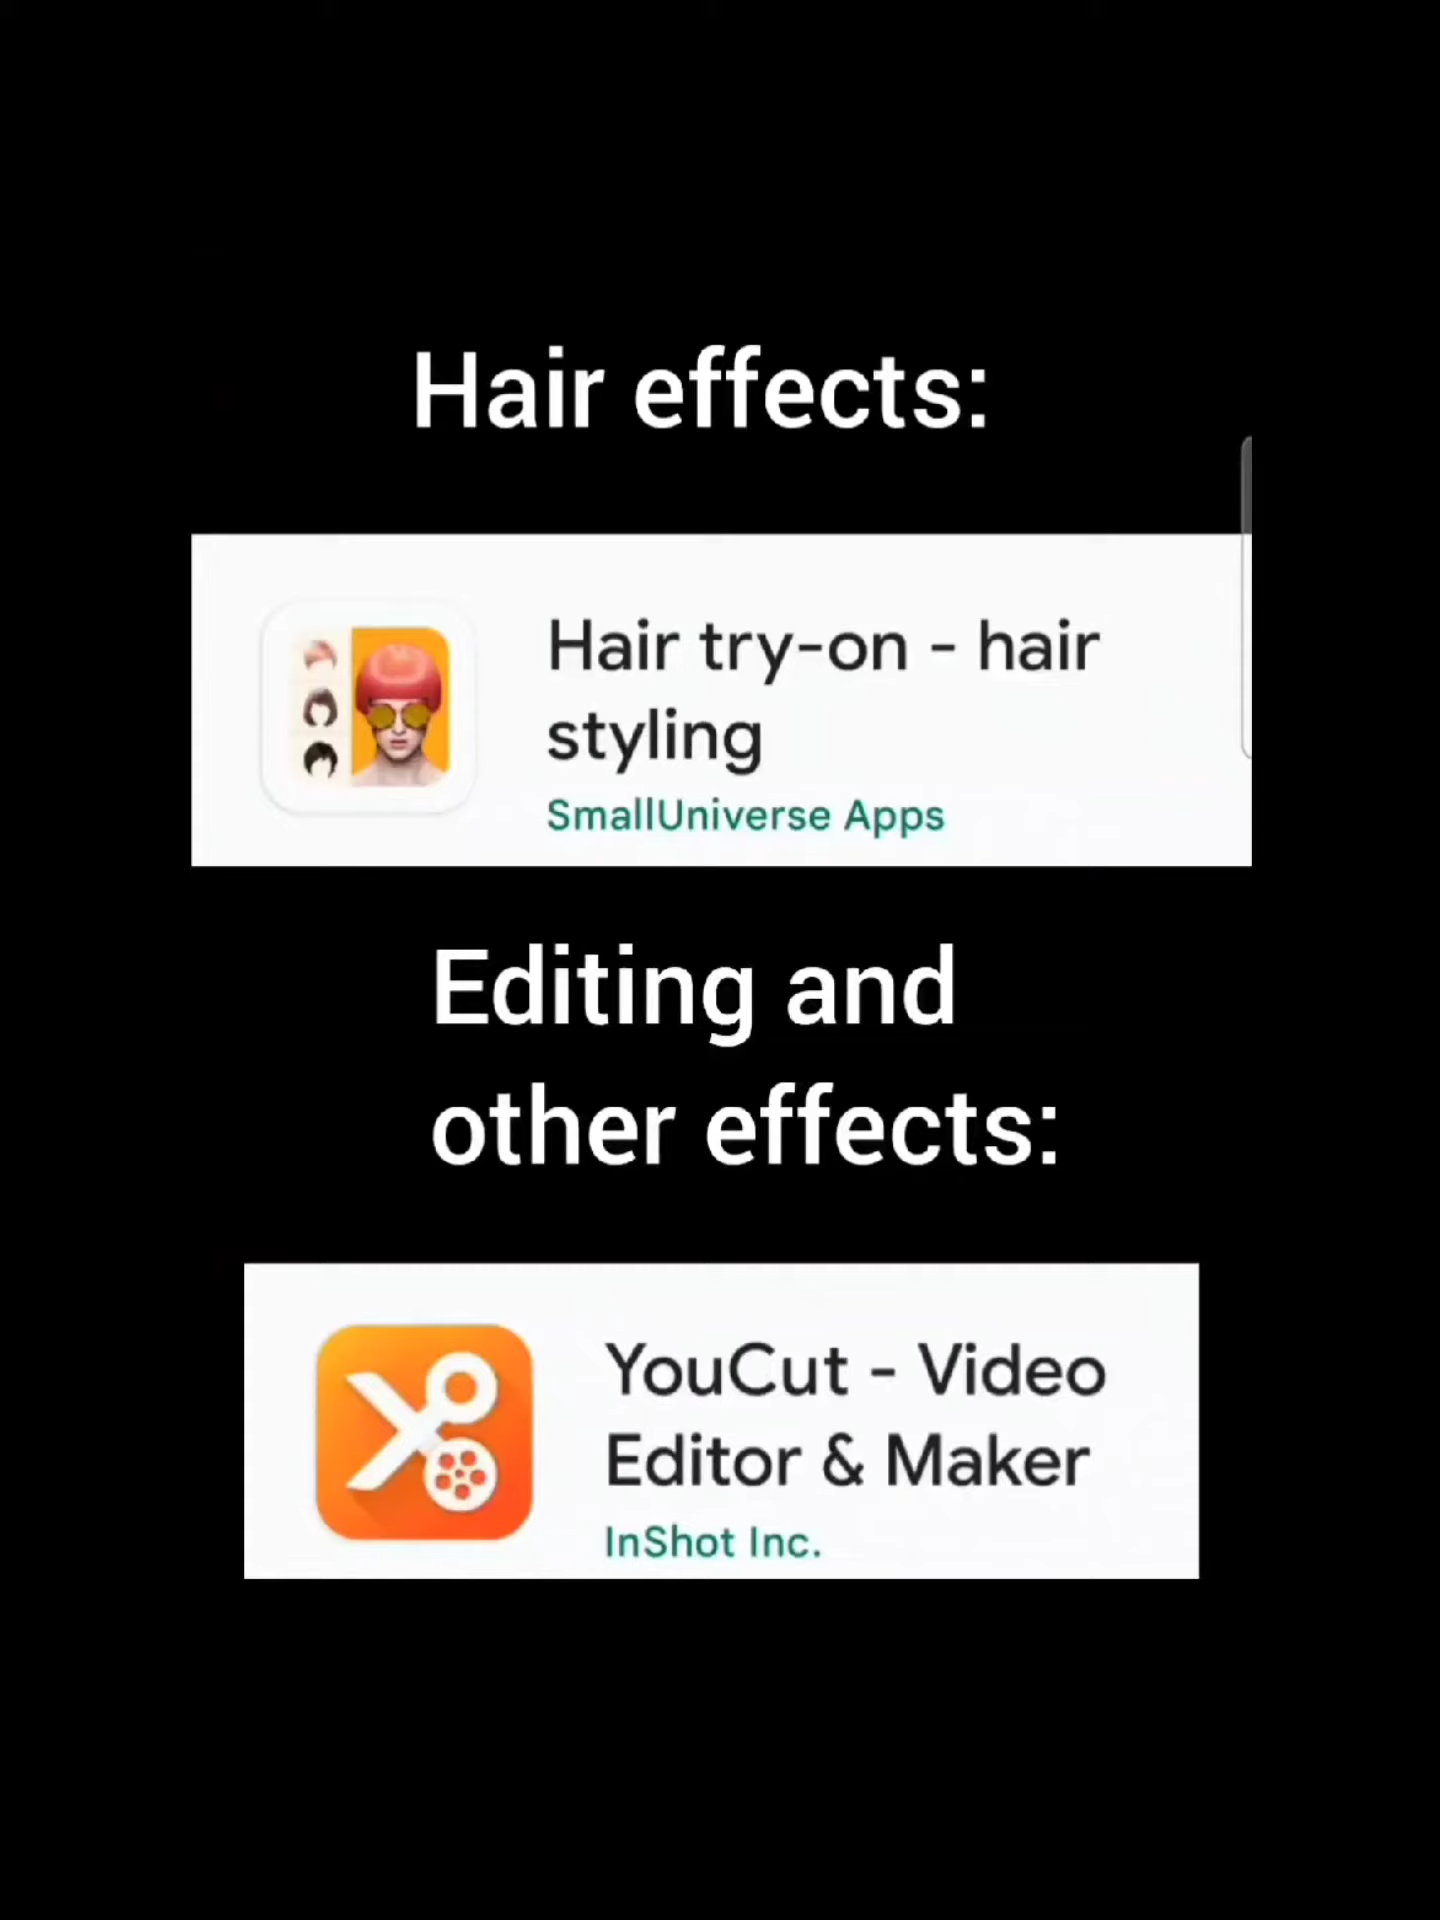 Hair effects:
Hair try-on - hair
styling
SmallUniverse Apps
Editing and
other effects:
YouCut - Video
Editor & Maker
InShot Inc.